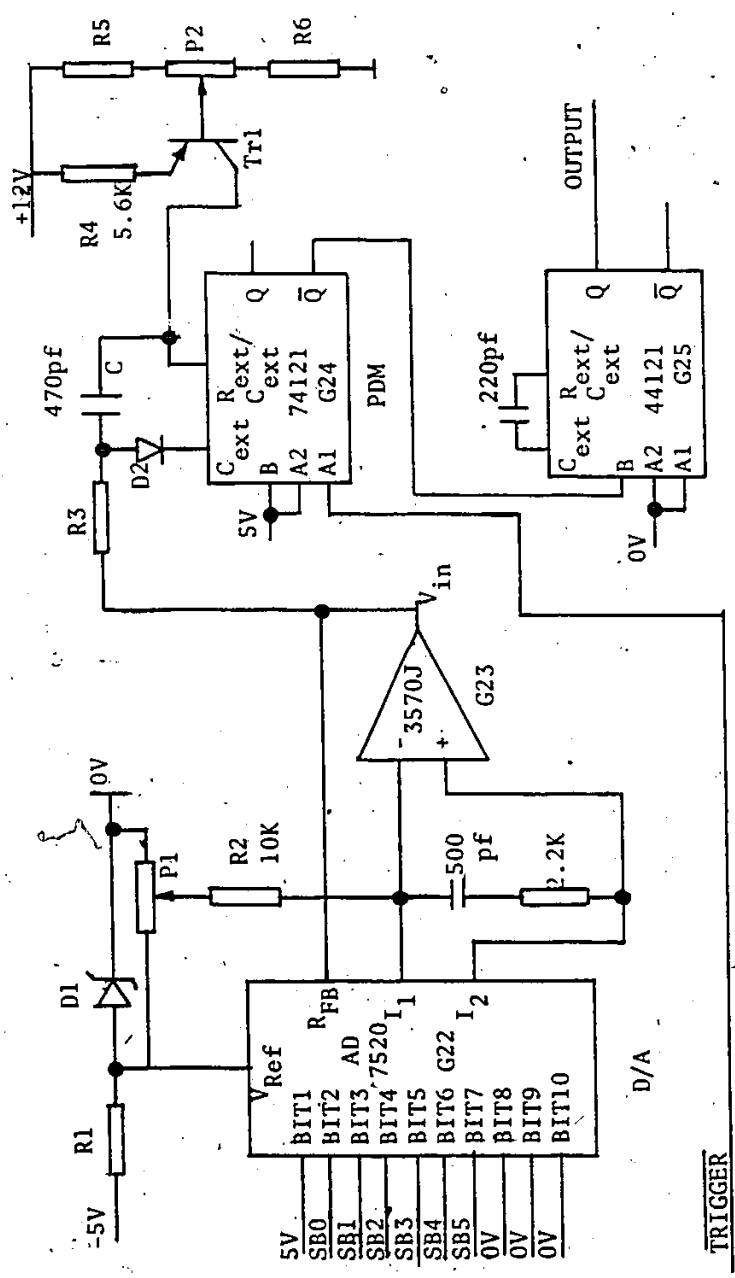 -5V
R1
D1
0V
P1
R2
10K
VRef
RFB
AD
7520
G22
I1
I2
5V
SB0
SB1
SB2
SB3
SB4
SB5
0V
0V
0V
BIT1
BIT2
BIT3
BIT4
BIT5
BIT6
BIT7
BIT8
BIT9
BIT10
D/A
500
pf
2.2K
-
+
3570J
G23
Vin
R3
D2
470pf
C
+12V
R4
5.6K
R5
P2
R6
Tr1
Cext
Rext/
Cext
74121
G24
B
A2
A1
Q
Q̅
5V
PDM
220pf
Cext
Rext/
Cext
44121
G25
B
A2
A1
Q
Q̅
0V
OUTPUT
TRIGGER